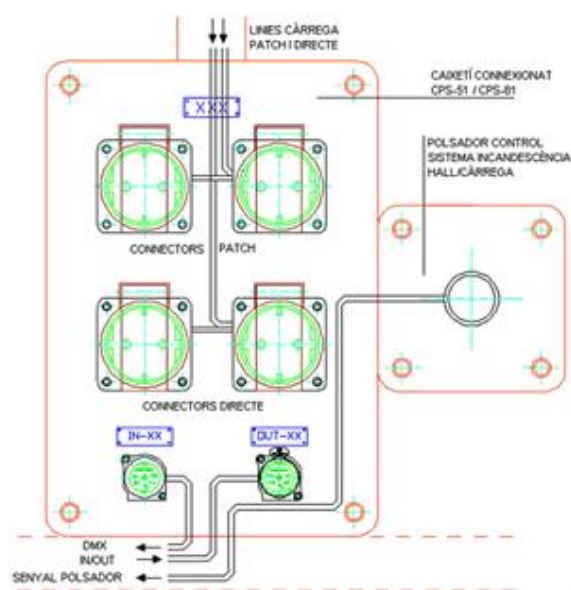 LINIES CÀRREGA
PATCH I DIRECTE
CAIXETÍ CONNEXIONAT
CPS-51 / CPS-81
XXX
POLSADOR CONTROL
SISTEMA INCANDESCÈNCIA
HALL/CÀRREGA
CONNECTORS PATCH
CONNECTORS DIRECTE
IN-XX
OUT-XX
DMX
IN/OUT
SENYAL POLSADOR